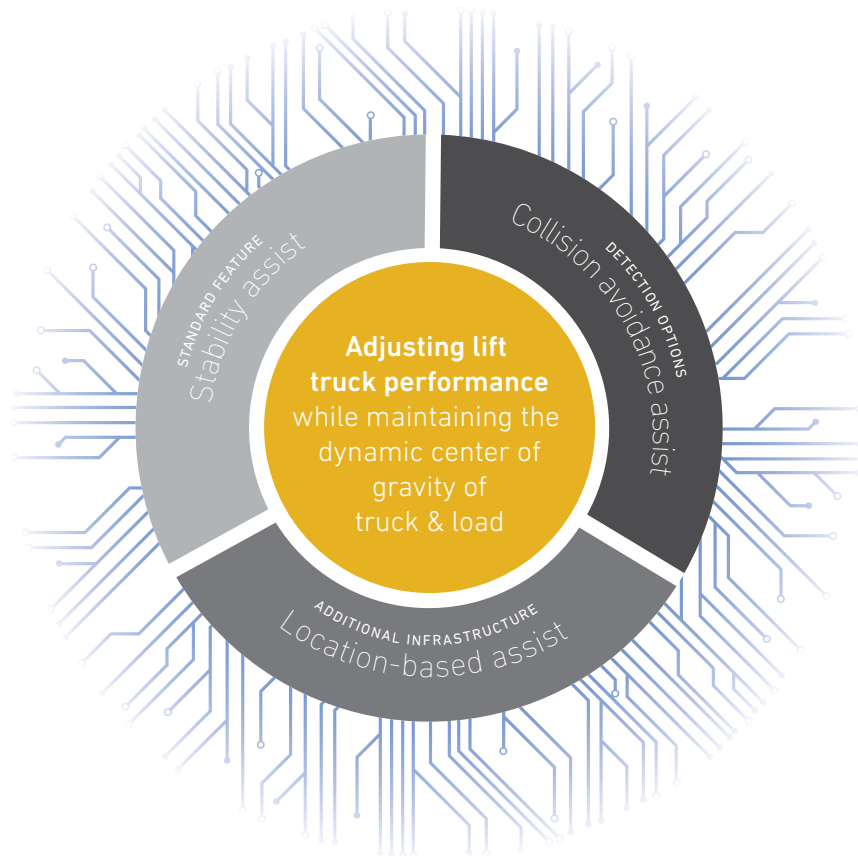 STANDARD FEATURE
Stability assist
DETECTION OPTIONS
Collision avoidance assist
Adjusting lift
truck performance
while maintaining the
dynamic center of
gravity of
truck & load
ADDITIONAL INFRASTRUCTURE
Location-based assist